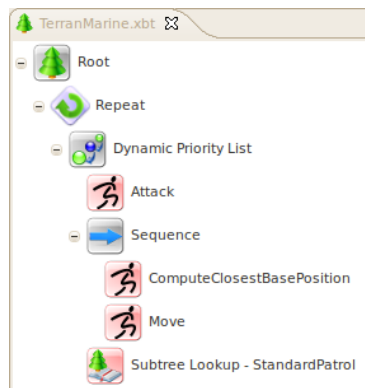 TerranMarine.xbt
Root
Repeat
Dynamic Priority List
Attack
Sequence
ComputeClosestBasePosition
Move
Subtree Lookup - StandardPatrol